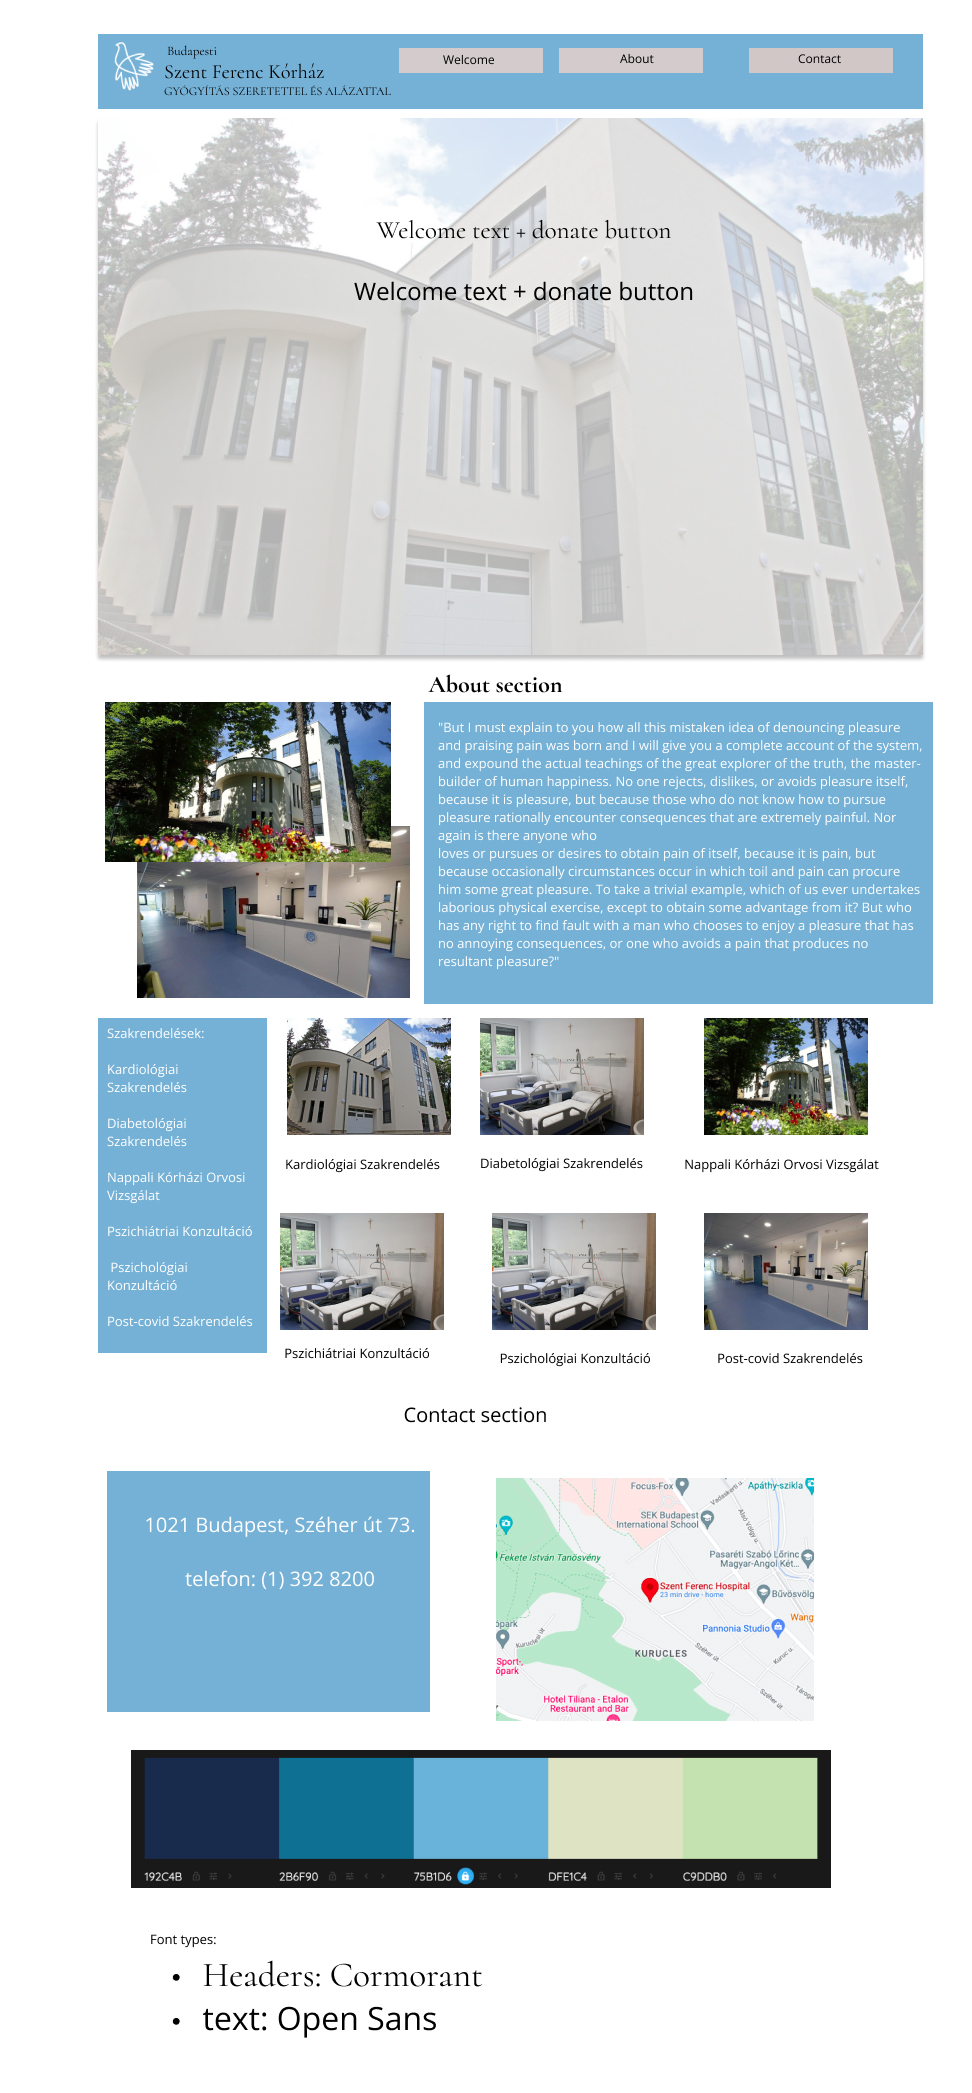 Budapesti
Szent Ferenc Kórház
GYÓGYÍTÁS SZERETETTEL ÉS ALÁZATTAL
Welcome
About
Contact
Welcome text + donate button
Welcome text + donate button
About section
"But I must explain to you how all this mistaken idea of denouncing pleasure
and praising pain was born and I will give you a complete account of the system,
and expound the actual teachings of the great explorer of the truth, the master-
builder of human happiness. No one rejects, dislikes, or avoids pleasure itself,
because it is pleasure, but because those who do not know how to pursue
pleasure rationally encounter consequences that are extremely painful. Nor
again is there anyone who
loves or pursues or desires to obtain pain of itself, because it is pain, but
because occasionally circumstances occur in which toil and pain can procure
him some great pleasure. To take a trivial example, which of us ever undertakes
laborious physical exercise, except to obtain some advantage from it? But who
has any right to find fault with a man who chooses to enjoy a pleasure that has
no annoying consequences, or one who avoids a pain that produces no
resultant pleasure?"
Szakrendelések:
Kardiológiai
Szakrendelés
Diabetológiai
Szakrendelés
Nappali Kórházi Orvosi
Vizsgálat
Pszichiátriai Konzultáció
Pszichológiai
Konzultáció
Post-covid Szakrendelés
Kardiológiai Szakrendelés
Diabetológiai Szakrendelés
Nappali Kórházi Orvosi Vizsgálat
Pszichiátriai Konzultáció
Pszichológiai Konzultáció
Post-covid Szakrendelés
Contact section
1021 Budapest, Széher út 73.
telefon: (1) 392 8200
Focus-Fox
Apáthy-szikla
Vadaskerti u.
SEK Budapest
International School
Alsó Völgy u.
Fekete István Tanösvény
Pasaréti Szabó Lőrinc
Magyar-Angol Két...
Szent Ferenc Hospital
23 min drive - home
Bűvösvölg
Wang
Pannonia Studio
ópark
Kurucleși út
KURUCLES
Széher út
Kuruc u.
Sport-,
ópark
Tároga
Széher út
Hotel Tiliana - Etalon
Restaurant and Bar
192C4B
2B6F90
75B1D6
DFE1C4
C9DDB0
Font types:
• Headers: Cormorant
• text: Open Sans